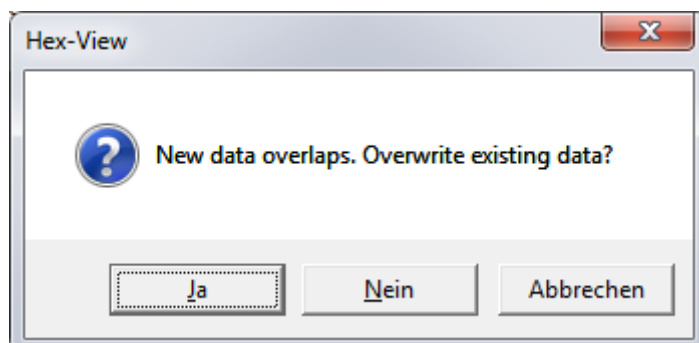 Hex-View
New data overlaps. Overwrite existing data?
Ja
Nein
Abbrechen